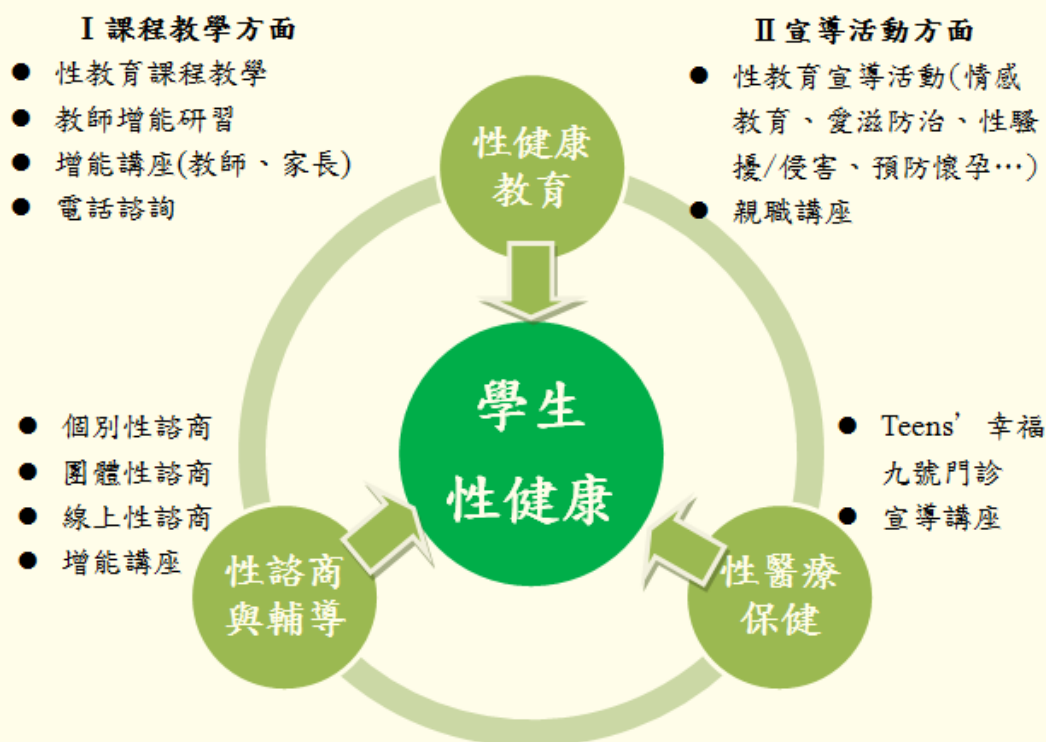 Ⅰ課程教學方面
● 性教育課程教學
● 教師增能研習
● 增能講座(教師、家長)
● 電話諮詢
Ⅱ宣導活動方面
● 性教育宣導活動(情感
教育、愛滋防治、性騷
擾/侵害、預防懷孕…)
● 親職講座
性健康
教育
學生
性健康
● 個別性諮商
● 團體性諮商
● 線上性諮商
● 增能講座
性諮商
與輔導
● Teens’幸福
九號門診
● 宣導講座
性醫療
保健